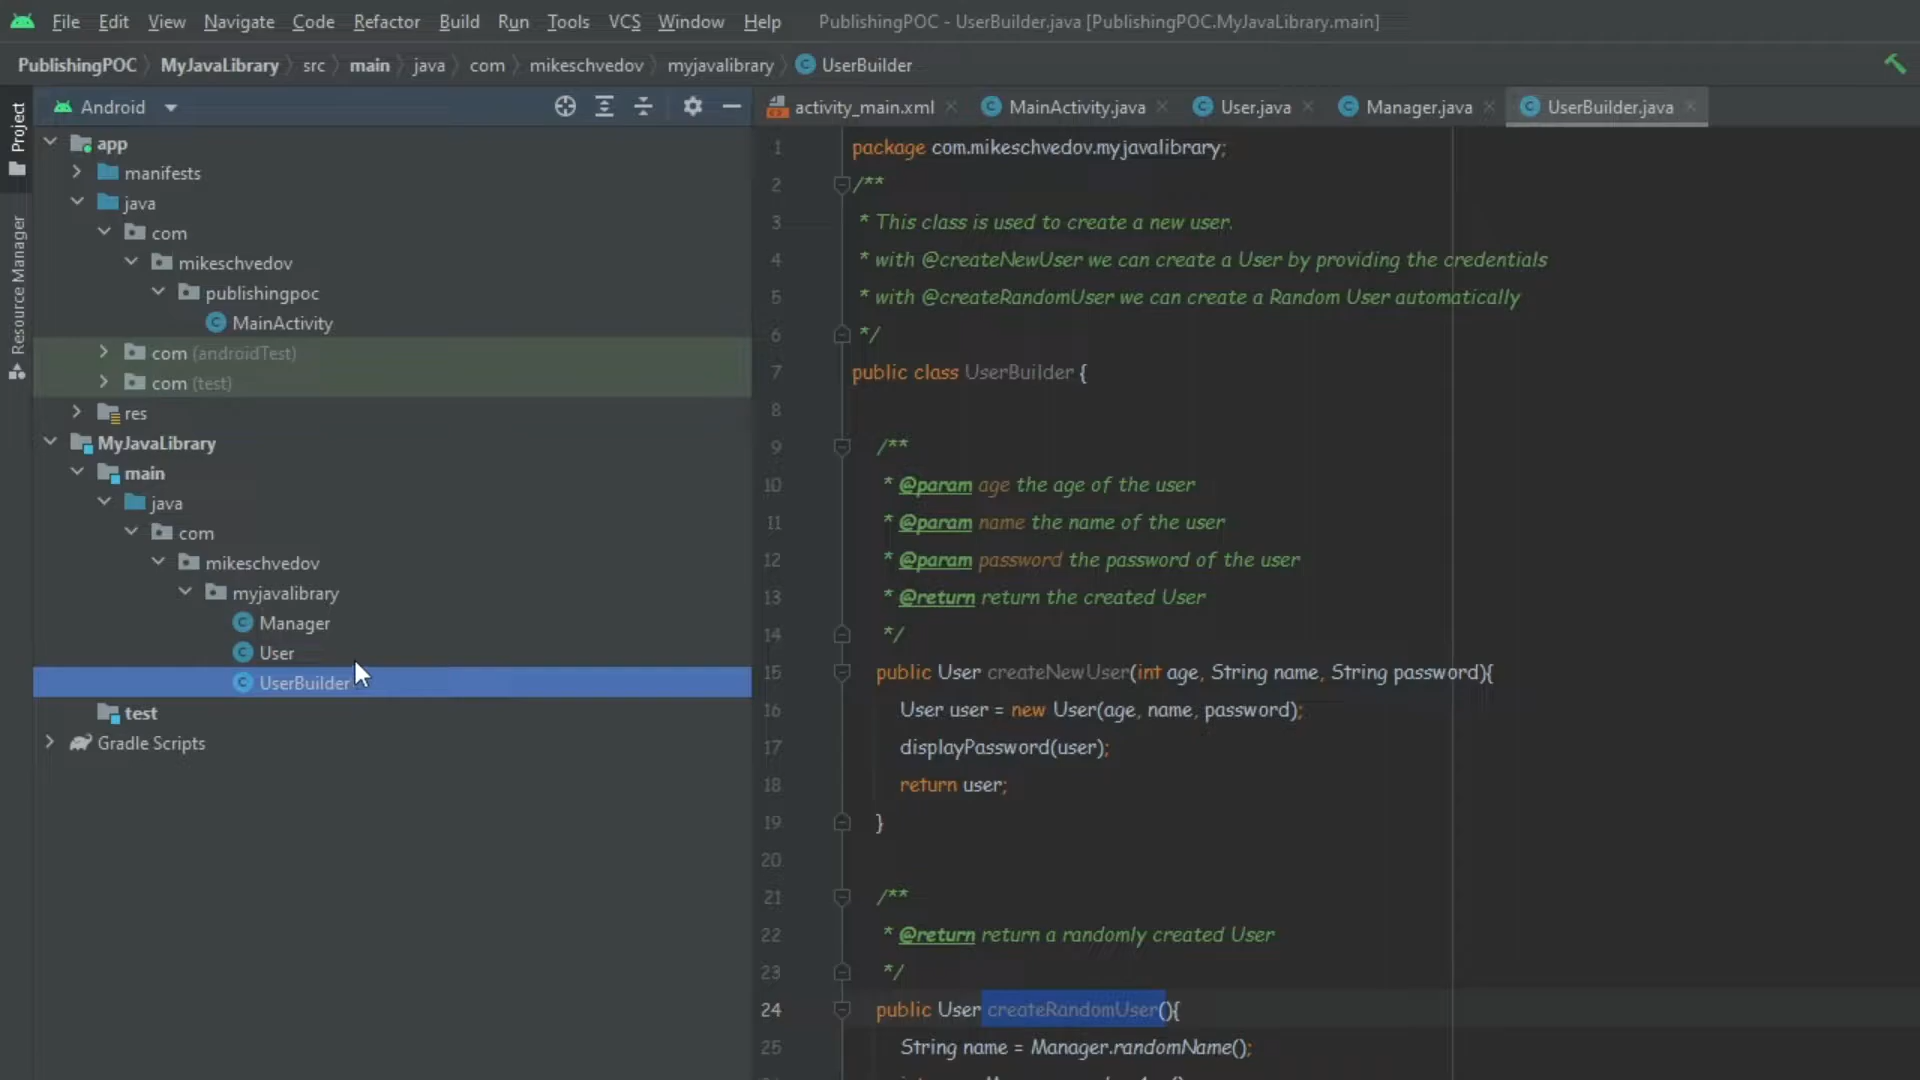 File Edit View Navigate Code Refactor Build Run Tools VCS Window Help PublishingPOC - UserBuilder.java [PublishingPOC.MyJavaLibrary.main]
PublishingPOC MyJavaLibrary src main java com mikeschvedov myjavalibrary UserBuilder
Project
Resource Manager
Android
app
manifests
java
com
mikeschvedov
publishingpoc
MainActivity
com (androidTest)
com (test)
res
MyJavaLibrary
main
java
com
mikeschvedov
myjavalibrary
Manager
User
UserBuilder
test
Gradle Scripts
activity_main.xml MainActivity.java User.java Manager.java UserBuilder.java
1 package com.mikeschvedov.myjavalibrary;
2 /**
3 * This class is used to create a new user.
4 * with @createNewUser we can create a User by providing the credentials
5 * with @createRandomUser we can create a Random User automatically
6 */
7 public class UserBuilder {
8
9 /**
10 * @param age the age of the user
11 * @param name the name of the user
12 * @param password the password of the user
13 * @return return the created User
14 */
15 public User createNewUser(int age, String name, String password){
16 User user = new User(age, name, password);
17 displayPassword(user);
18 return user;
19 }
20
21 /**
22 * @return return a randomly created User
23 */
24 public User createRandomUser(){
25 String name = Manager.randomName();